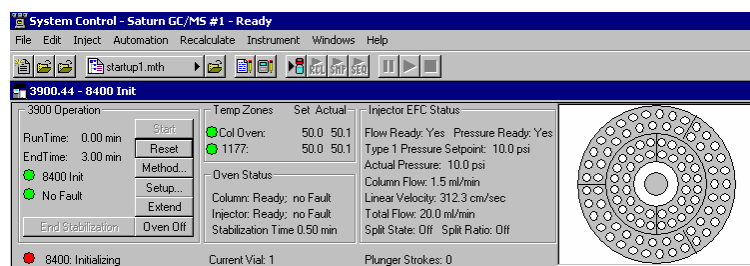 System Control - Saturn GC/MS #1 - Ready
File Edit Inject Automation Recalculate Instrument Windows Help
startup1.mth RCL SMP SEQ
3900.44 - 8400 Init
3900 Operation
RunTime: 0.00 min
EndTime: 3.00 min
8400 Init
No Fault
Start
Reset
Method...
Setup...
Extend
End Stabilization Oven Off
Temp Zones Set Actual
Col Oven: 50.0 50.1
1177: 50.0 50.1
Oven Status
Column: Ready; no Fault
Injector: Ready; no Fault
Stabilization Time 0.50 min
Injector EFC Status
Flow Ready: Yes Pressure Ready: Yes
Type 1 Pressure Setpoint: 10.0 psi
Actual Pressure: 10.0 psi
Column Flow: 1.5 ml/min
Linear Velocity: 312.3 cm/sec
Total Flow: 20.0 ml/min
Split State: Off Split Ratio: Off
8400: Initializing Current Vial: 1 Plunger Strokes: 0